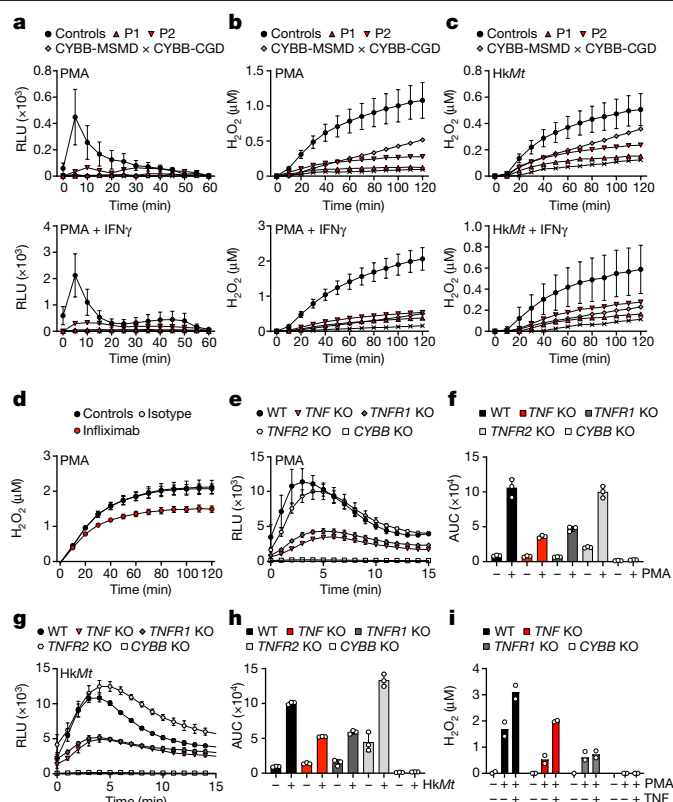 a
Controls P1 P2
CYBB-MSMD × CYBB-CGD
PMA
RLU (×10³)
0.8
0.6
0.4
0.2
0
0 10 20 30 40 50 60
Time (min)
PMA + IFNγ
RLU (×10³)
4
3
2
1
0
0 10 20 30 40 50 60
Time (min)
b
Controls P1 P2
CYBB-MSMD × CYBB-CGD
PMA
H₂O₂ (μM)
1.5
1.0
0.5
0
0 20 40 60 80 100 120
Time (min)
PMA + IFNγ
H₂O₂ (μM)
3
2
1
0
0 20 40 60 80 100 120
Time (min)
c
Controls P1 P2
CYBB-MSMD × CYBB-CGD
HkMt
H₂O₂ (μM)
0.8
0.6
0.4
0.2
0
0 20 40 60 80 100 120
Time (min)
HkMt + IFNγ
H₂O₂ (μM)
1.0
0.8
0.6
0.4
0.2
0
0 20 40 60 80 100 120
Time (min)
d
Controls Isotype
Infliximab
PMA
H₂O₂ (μM)
3
2
1
0
0 20 40 60 80 100 120
Time (min)
e
WT TNF KO TNFR1 KO
TNFR2 KO CYBB KO
PMA
RLU (×10³)
15
10
5
0
0 5 10 15
Time (min)
f
WT TNF KO TNFR1 KO
TNFR2 KO CYBB KO
AUC (×10⁴)
15
10
5
0
− + − + − + − + − + PMA
g
WT TNF KO TNFR1 KO
TNFR2 KO CYBB KO
HkMt
RLU (×10³)
15
10
5
0
0 5 10 15
Time (min)
h
WT TNF KO TNFR1 KO
TNFR2 KO CYBB KO
AUC (×10⁴)
15
10
5
0
− + − + − + − + − + HkMt
i
WT TNF KO
TNFR1 KO CYBB KO
H₂O₂ (μM)
4
3
2
1
0
− + + − + + − + + − + + PMA
− − + − − + − − + − − + TNF